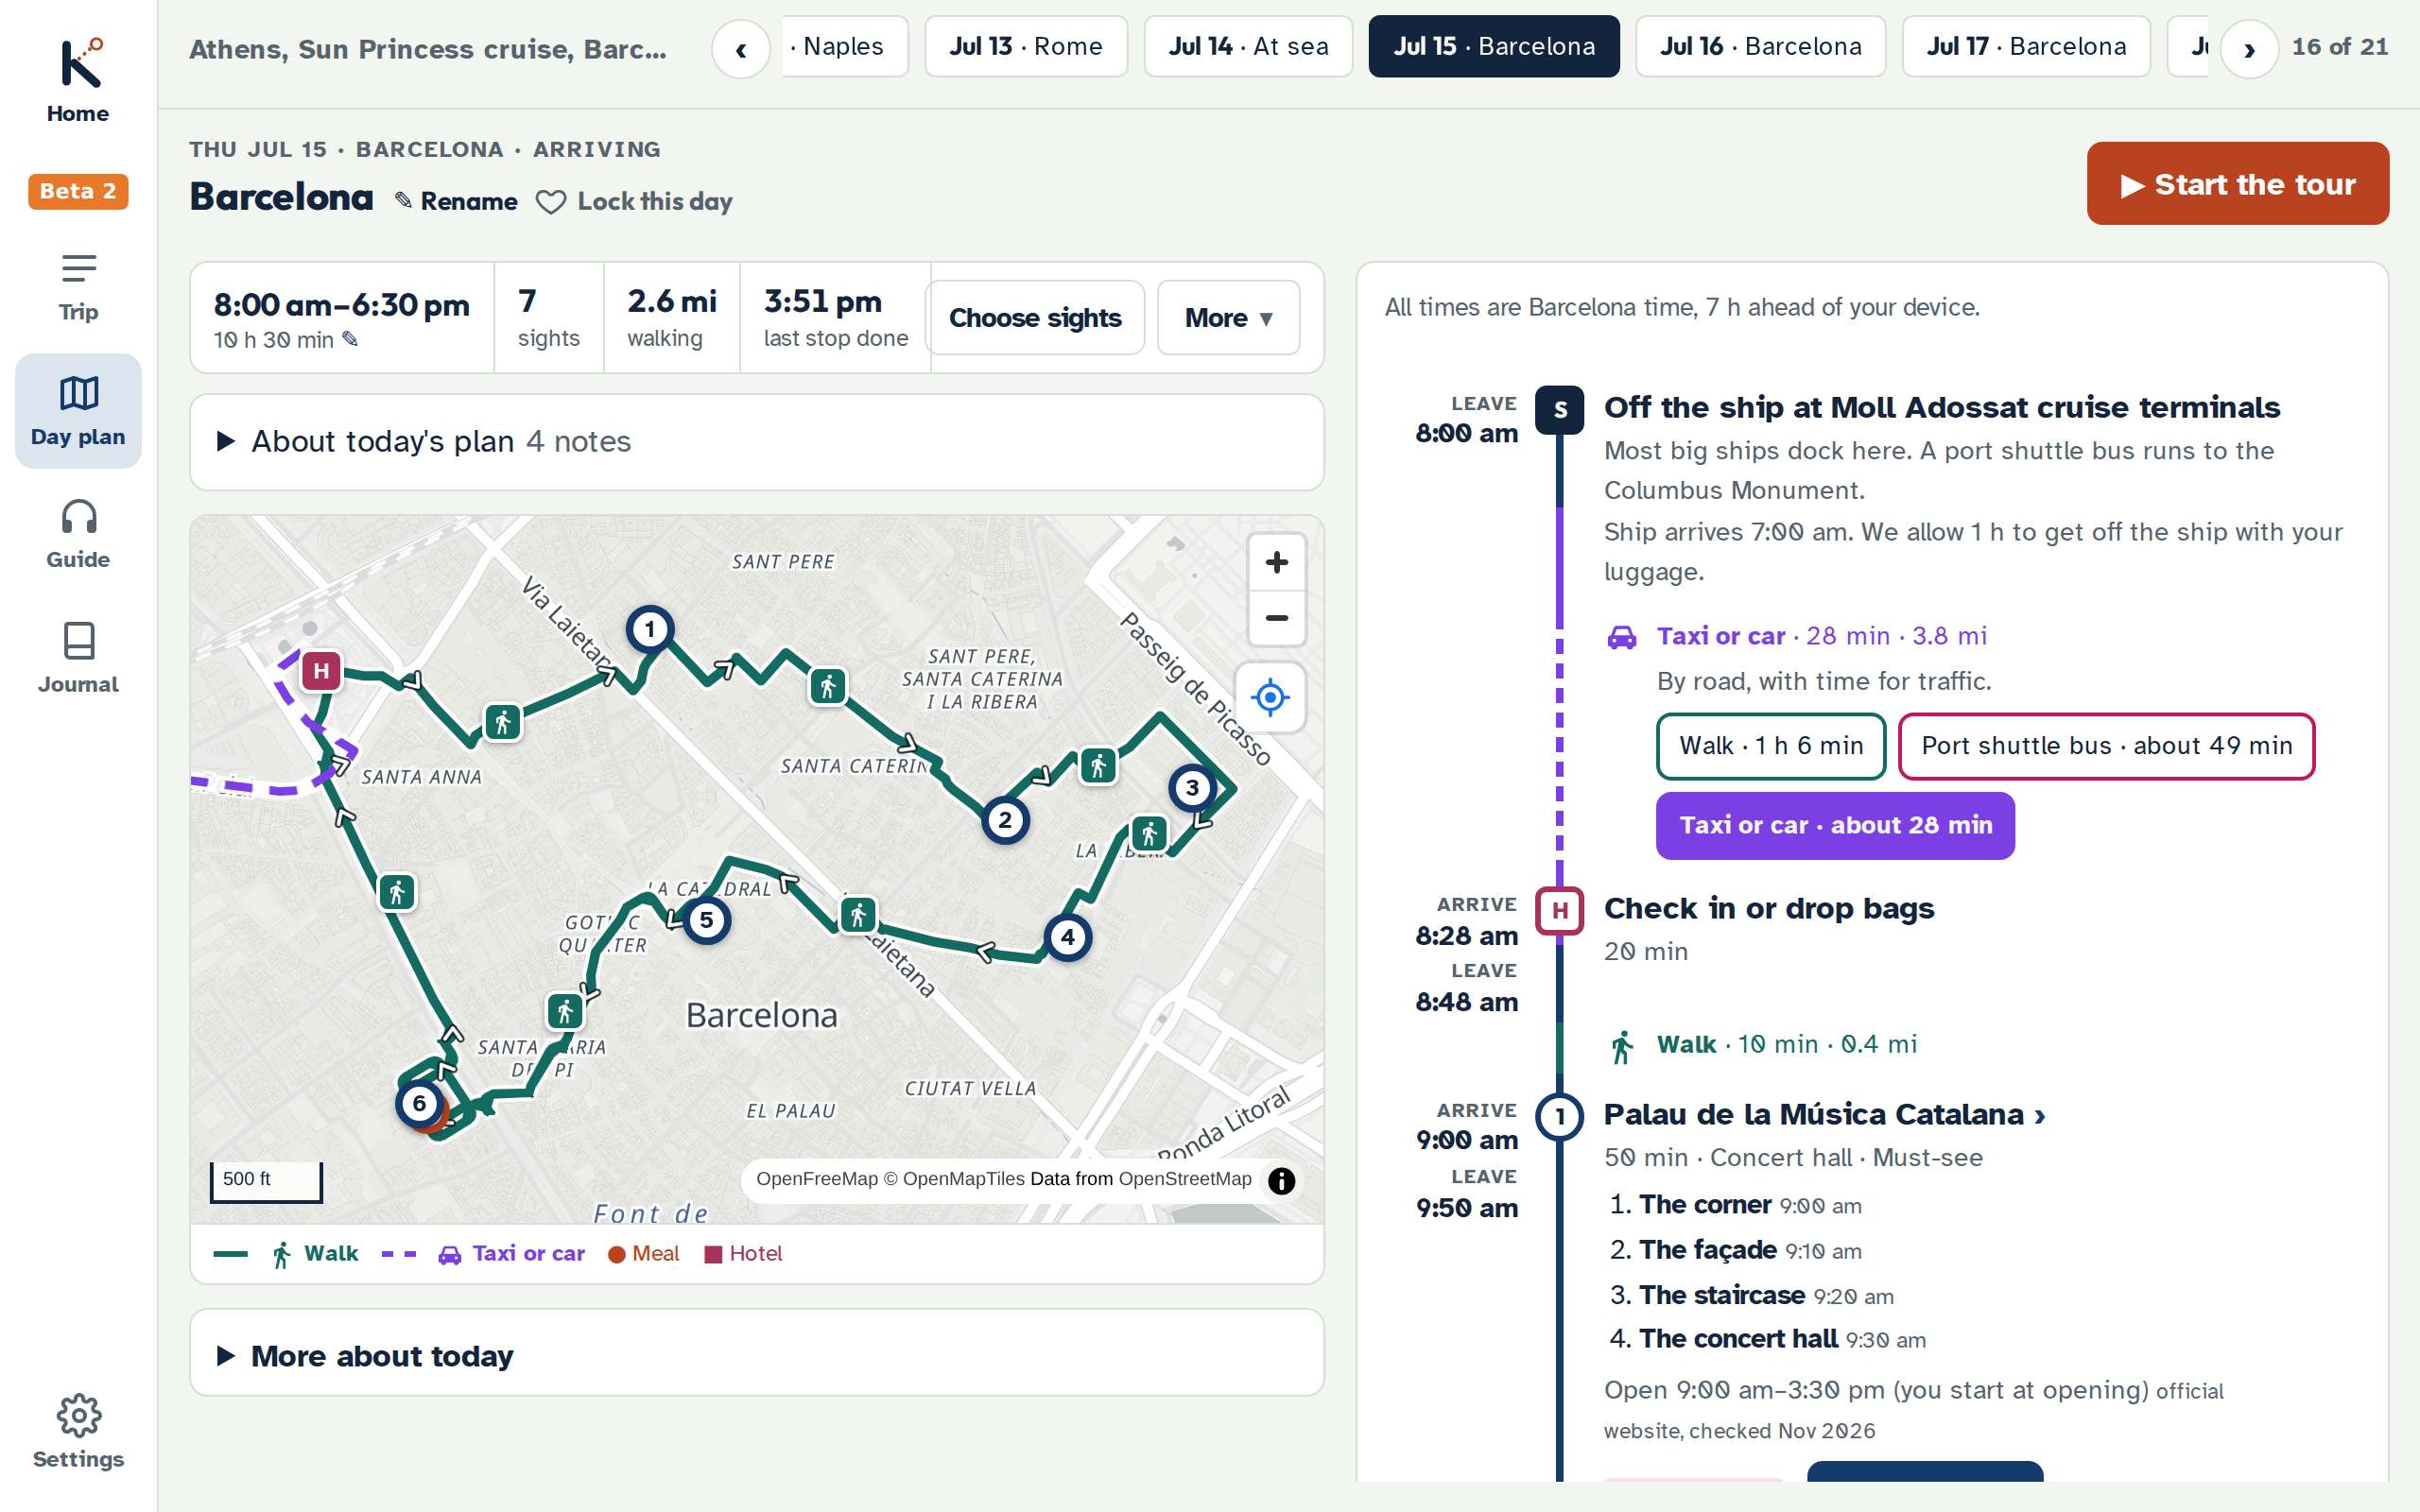 Home
Beta 2
Trip
Day plan
Guide
Journal
Settings
Athens, Sun Princess cruise, Barc...
‹
· Naples
Jul 13 · Rome
Jul 14 · At sea
Jul 15 · Barcelona
Jul 16 · Barcelona
Jul 17 · Barcelona
›
16 of 21
THU JUL 15 · BARCELONA · ARRIVING
Barcelona
✎ Rename
Lock this day
▶ Start the tour
8:00 am–6:30 pm
10 h 30 min ✎
7
sights
2.6 mi
walking
3:51 pm
last stop done
Choose sights
More ▾
▶ About today's plan 4 notes
SANT PERE
Via Laietana
Passeig de Picasso
SANT PERE,
SANTA CATERINA
I LA RIBERA
1
H
SANTA ANNA
2
3
4
5
6
GOTHIC
QUARTER
Laietana
Barcelona
CIUTAT VELLA
EL PALAU
Ronda Litoral
500 ft
OpenFreeMap © OpenMapTiles Data from OpenStreetMap
Font de
Walk
Taxi or car
Meal
Hotel
▶ More about today
All times are Barcelona time, 7 h ahead of your device.
LEAVE
8:00 am
S
Off the ship at Moll Adossat cruise terminals
Most big ships dock here. A port shuttle bus runs to the
Columbus Monument.
Ship arrives 7:00 am. We allow 1 h to get off the ship with your
luggage.
Taxi or car · 28 min · 3.8 mi
By road, with time for traffic.
Walk · 1 h 6 min
Port shuttle bus · about 49 min
Taxi or car · about 28 min
ARRIVE
8:28 am
LEAVE
8:48 am
H
Check in or drop bags
20 min
Walk · 10 min · 0.4 mi
ARRIVE
9:00 am
LEAVE
9:50 am
1
Palau de la Música Catalana ›
50 min · Concert hall · Must-see
1. The corner 9:00 am
2. The façade 9:10 am
3. The staircase 9:20 am
4. The concert hall 9:30 am
Open 9:00 am–3:30 pm (you start at opening) official
website, checked Nov 2026